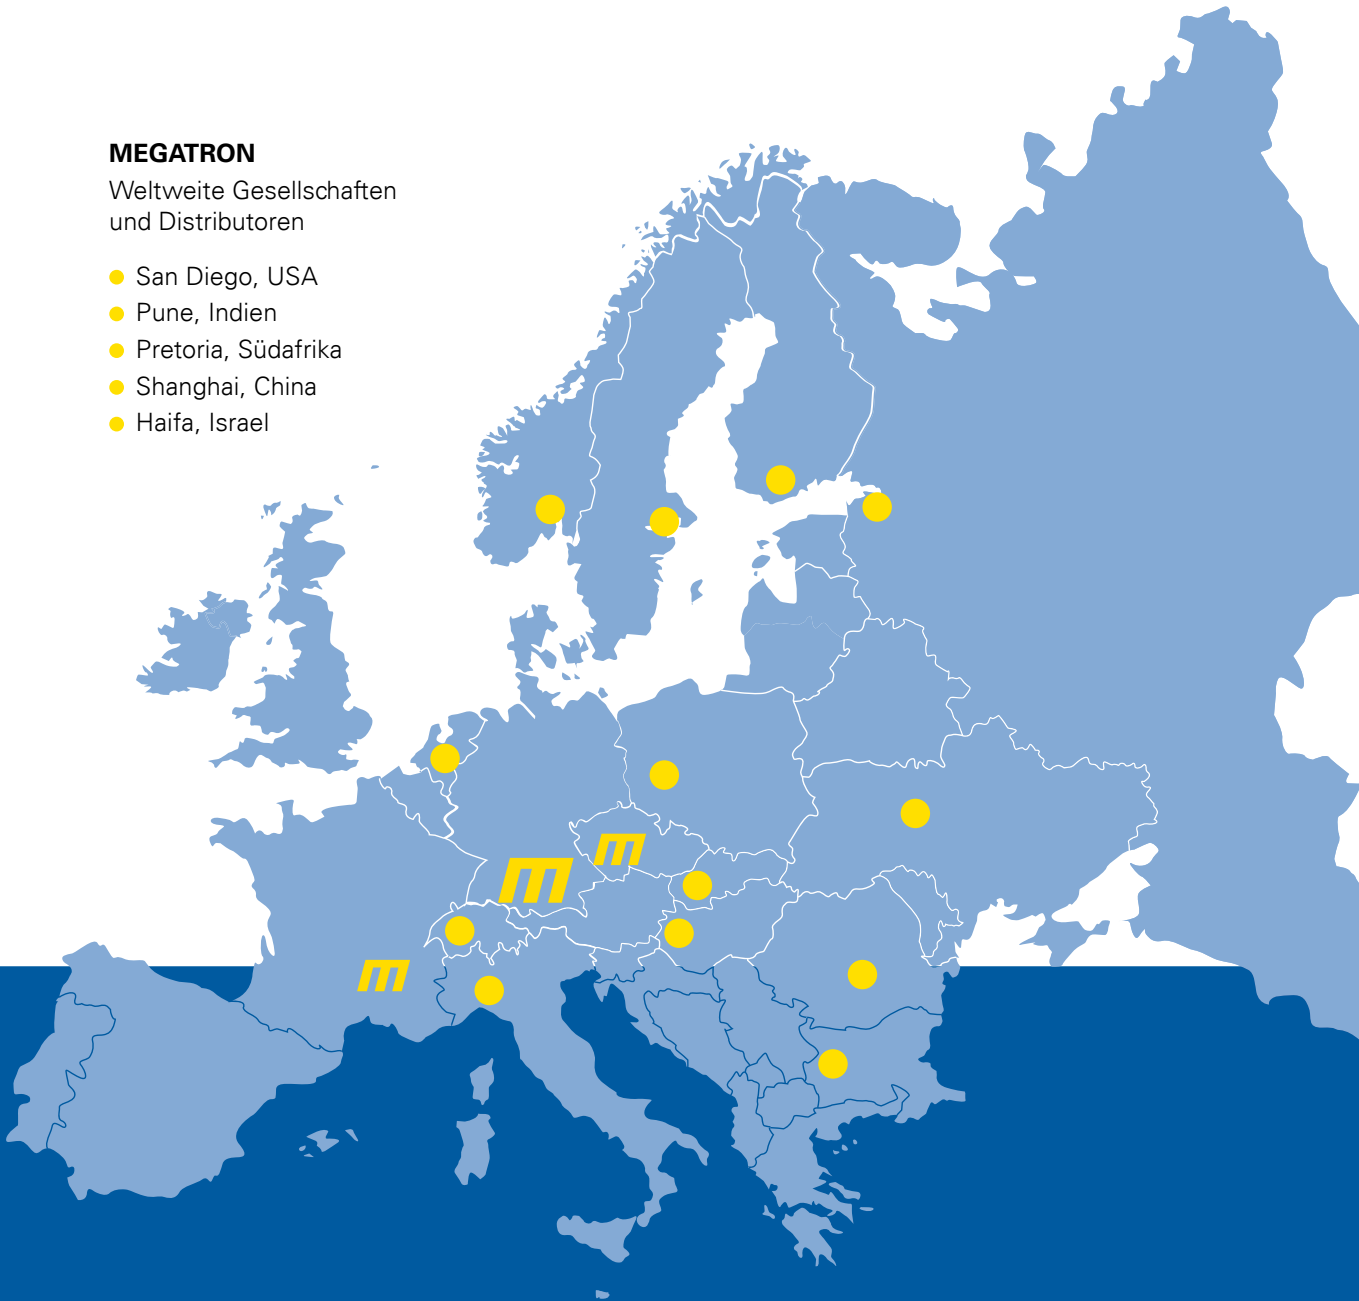 MEGATRON
Weltweite Gesellschaften
und Distributoren
San Diego, USA
Pune, Indien
Pretoria, Südafrika
Shanghai, China
Haifa, Israel
m
m
m